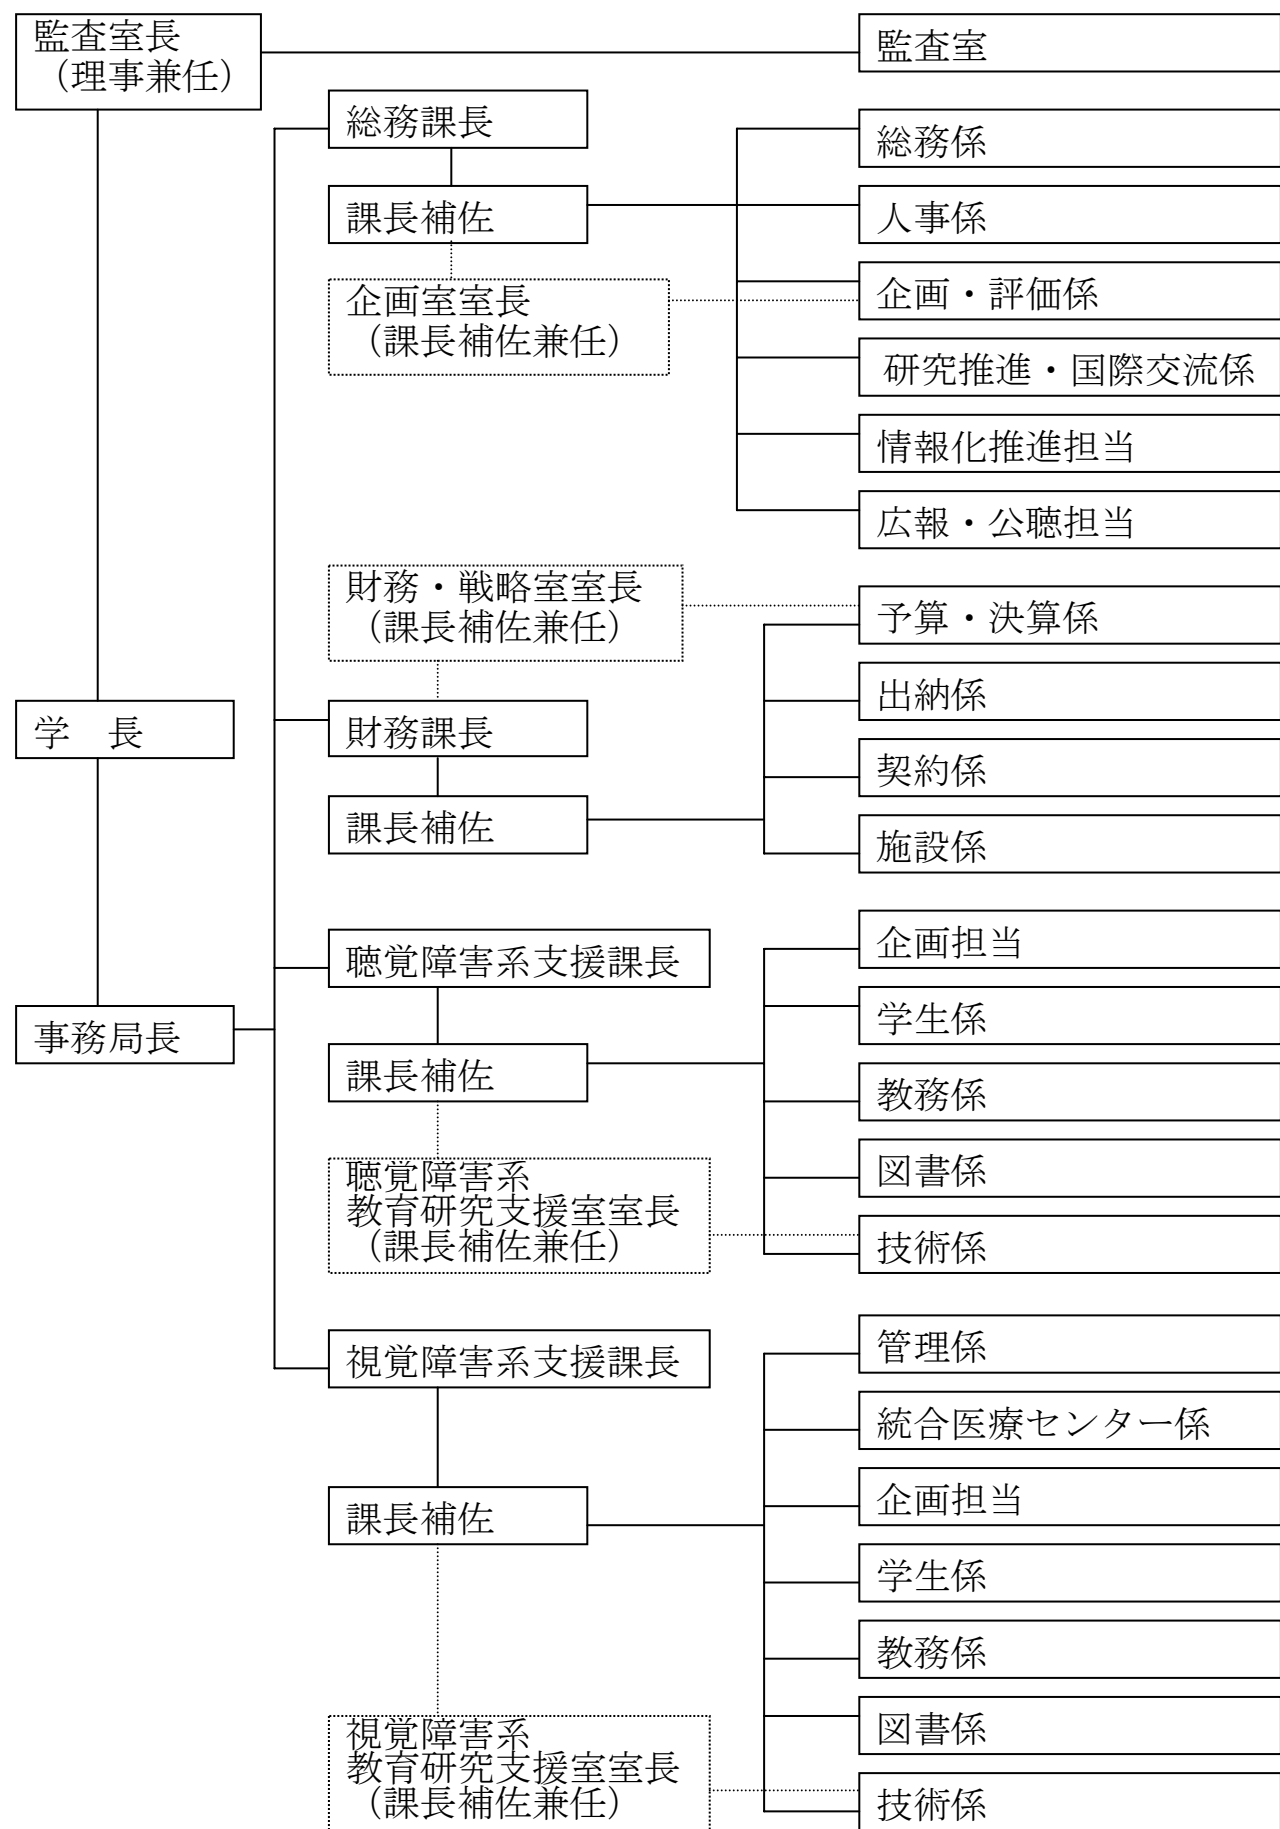 監査室長
（理事兼任）
監査室
総務課長
課長補佐
企画室室長
（課長補佐兼任）
総務係
人事係
企画・評価係
研究推進・国際交流係
情報化推進担当
広報・公聴担当
財務・戦略室室長
（課長補佐兼任）
学　長
財務課長
課長補佐
予算・決算係
出納係
契約係
施設係
事務局長
聴覚障害系支援課長
課長補佐
聴覚障害系
教育研究支援室室長
（課長補佐兼任）
企画担当
学生係
教務係
図書係
技術係
視覚障害系支援課長
課長補佐
視覚障害系
教育研究支援室室長
（課長補佐兼任）
管理係
統合医療センター係
企画担当
学生係
教務係
図書係
技術係